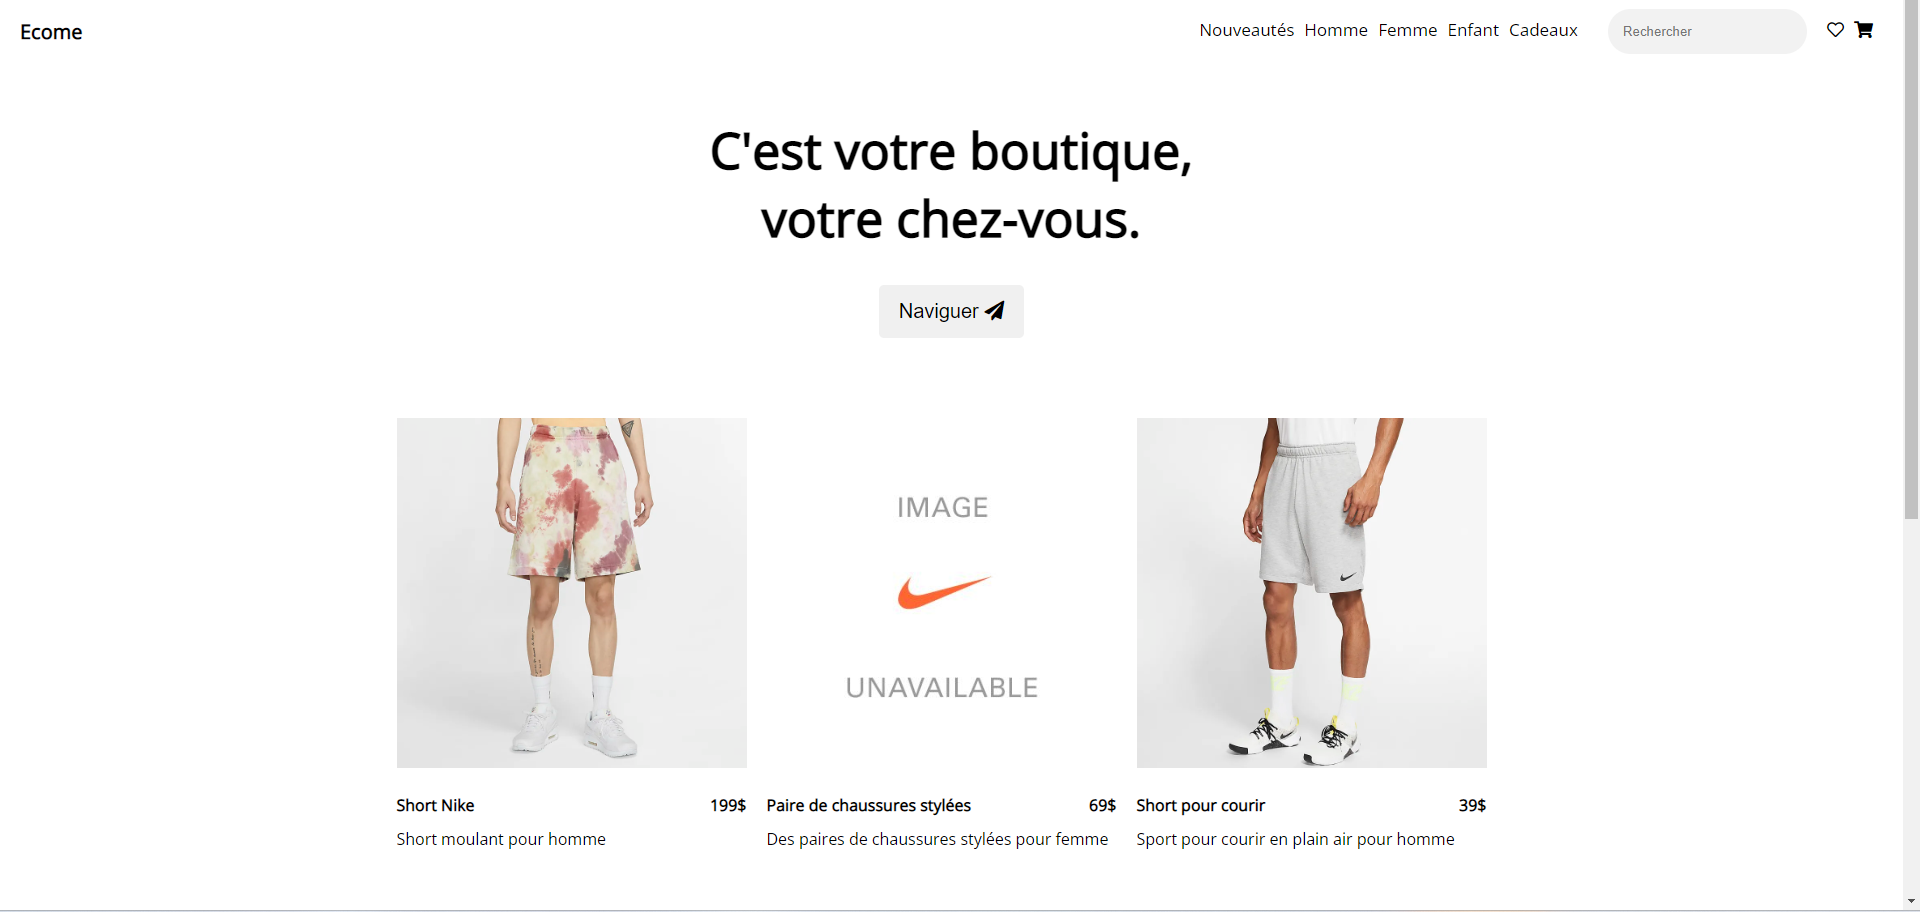 Ecome
Nouveautés Homme Femme Enfant Cadeaux
Rechercher
C'est votre boutique,
votre chez-vous.
Naviguer
IMAGE
UNAVAILABLE
Short Nike 199$
Short moulant pour homme
Paire de chaussures stylées 69$
Des paires de chaussures stylées pour femme
Short pour courir 39$
Sport pour courir en plain air pour homme